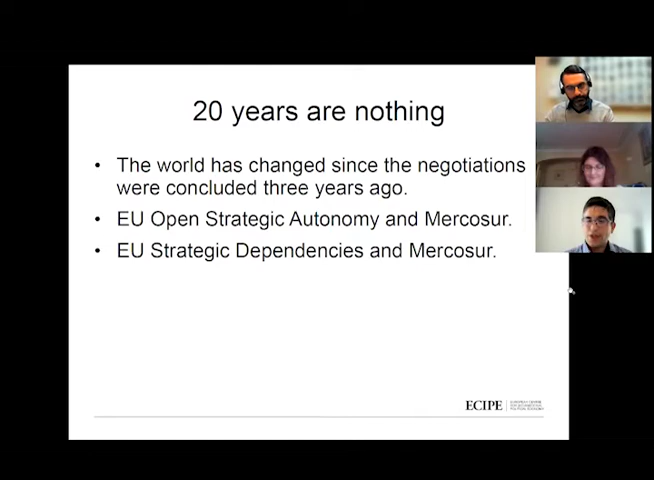 20 years are nothing
• The world has changed since the negotiations
were concluded three years ago.
• EU Open Strategic Autonomy and Mercosur.
• EU Strategic Dependencies and Mercosur.
ECIPE